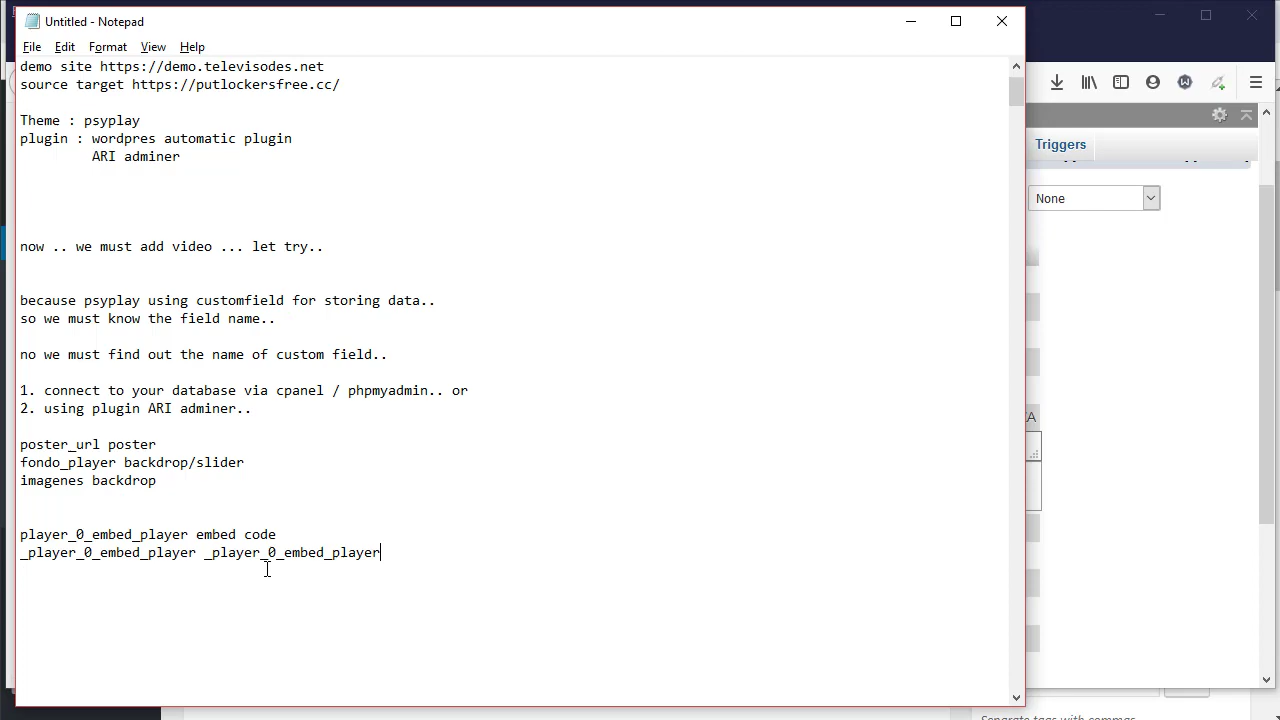 Untitled - Notepad
File Edit Format View Help
demo site https://demo.televisodes.net
source target https://putlockersfree.cc/
Theme : psyplay
plugin : wordpres automatic plugin
ARI adminer
now .. we must add video ... let try..
because psyplay using customfield for storing data..
so we must know the field name..
no we must find out the name of custom field..
1. connect to your database via cpanel / phpmyadmin.. or
2. using plugin ARI adminer..
poster_url poster
fondo_player backdrop/slider
imagenes backdrop
player_0_embed_player embed code
_player_0_embed_player _player_0_embed_player
Triggers
None
Separate tags with commas